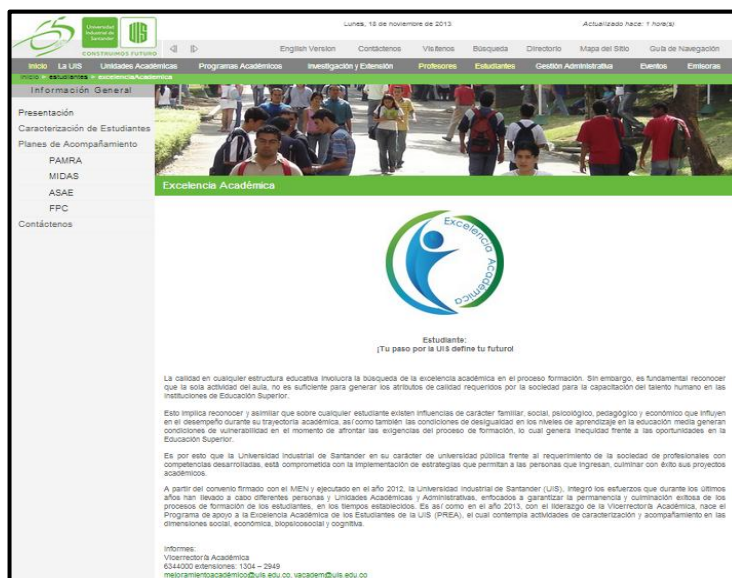 Universidad
Industrial de
Santander
UIS
CONSTRUIMOS FUTURO
Lunes, 18 de noviembre de 2013
Actualizado hace: 1 hora(s)
English Version Contáctenos Visítenos Búsqueda Directorio Mapa del Sitio Guía de Navegación
Inicio La UIS Unidades Académicas Programas Académicos Investigación y Extensión Profesores Estudiantes Gestión Administrativa Eventos Emisoras
Inicio » estudiantes » excelenciaAcademica
Información General
Presentación
Caracterización de Estudiantes
Planes de Acompañamiento
PAMRA
MIDAS
ASAE
FPC
Contáctenos
Excelencia Académica
Excelencia Académica
Estudiante:
¡Tu paso por la UIS define tu futuro!
La calidad en cualquier estructura educativa involucra la búsqueda de la excelencia académica en el proceso formación. Sin embargo, es fundamental reconocer
que la sola actividad del aula, no es suficiente para generar los atributos de calidad requeridos por la sociedad para la capacitación del talento humano en las
Instituciones de Educación Superior.
Esto implica reconocer y asimilar que sobre cualquier estudiante existen influencias de carácter familiar, social, psicológico, pedagógico y económico que influyen
en el desempeño durante su trayectoria académica, así como también las condiciones de desigualdad en los niveles de aprendizaje en la educación media generan
condiciones de vulnerabilidad en el momento de afrontar las exigencias del proceso de formación, lo cual genera inequidad frente a las oportunidades en la
Educación Superior.
Es por esto que la Universidad Industrial de Santander en su carácter de universidad pública frente al requerimiento de la sociedad de profesionales con
competencias desarrolladas, está comprometida con la implementación de estrategias que permitan a las personas que ingresan, culminar con éxito sus proyectos
académicos.
A partir del convenio firmado con el MEN y ejecutado en el año 2012, la Universidad Industrial de Santander (UIS), integró los esfuerzos que durante los últimos
años han llevado a cabo diferentes personas y Unidades Académicas y Administrativas, enfocados a garantizar la permanencia y culminación exitosa de los
procesos de formación de los estudiantes, en los tiempos establecidos. Es así como en el año 2013, con el liderazgo de la Vicerrectoría Académica, nace el
Programa de apoyo a la Excelencia Académica de los Estudiantes de la UIS (PREA), el cual contempla actividades de caracterización y acompañamiento en las
dimensiones social, económica, biopsicosocial y cognitiva.
Informes:
Vicerrectoría Académica
6344000 extensiones: 1304 – 2949
mejoramientoacadémico@uis.edu.co, vacadem@uis.edu.co